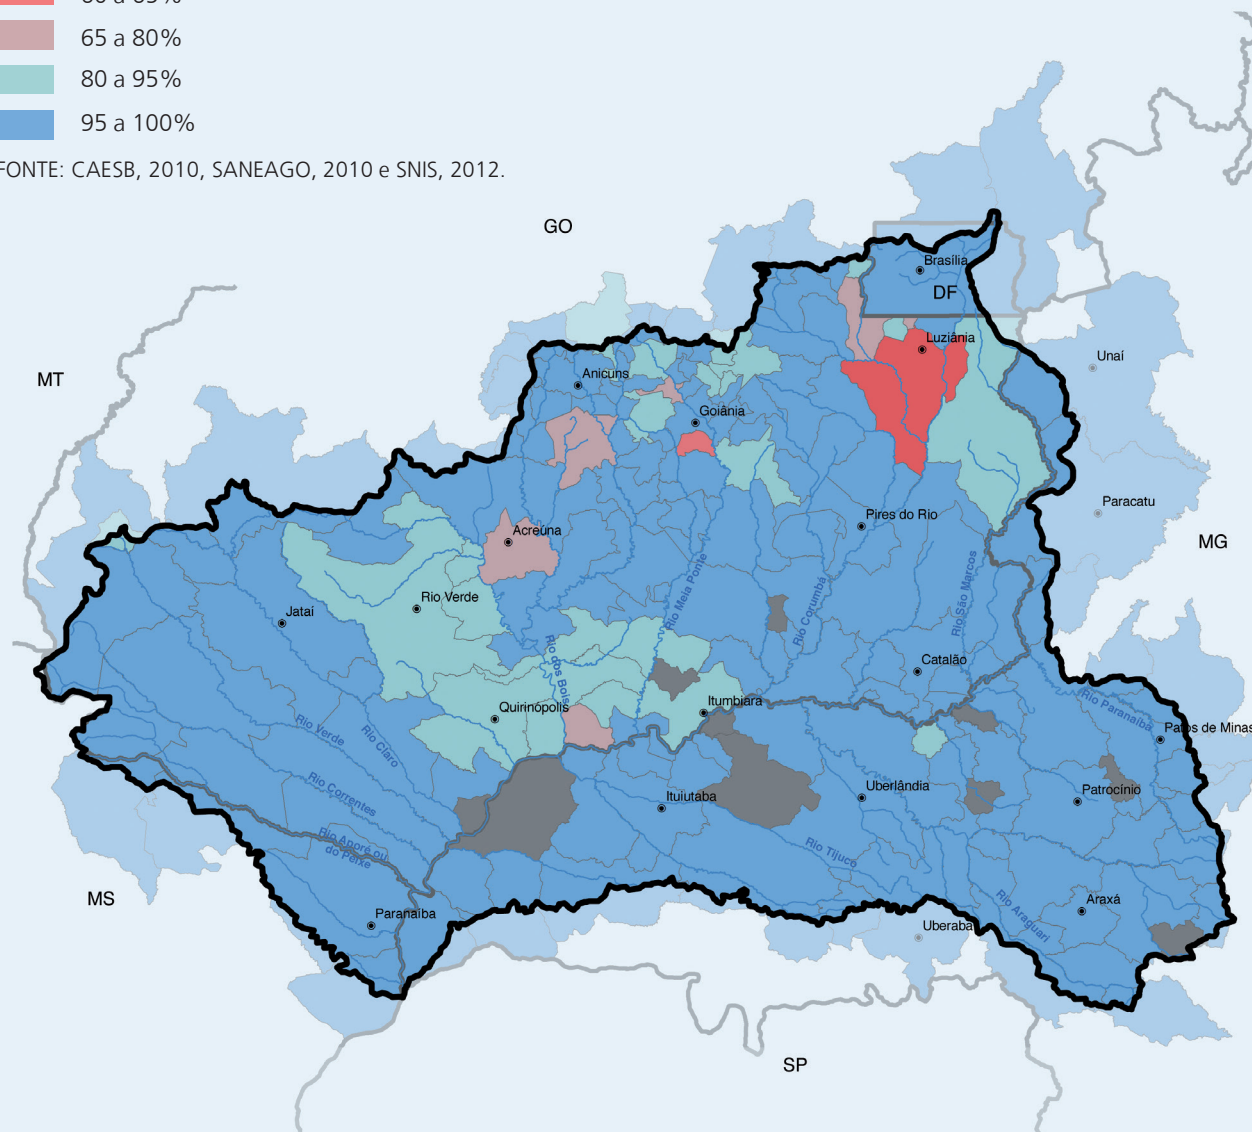 65 a 80%
80 a 95%
95 a 100%
FONTE: CAESB, 2010, SANEAGO, 2010 e SNIS, 2012.
GO
Brasília
DF
MT
Luziânia
Unaí
Anicuns
Goiânia
Paracatu
Pires do Rio
Acreúna
MG
Rio Meia Ponte
Rio Corumbá
Rio São Marcos
Rio Verde
Jataí
Rio dos Bois
Catalão
Quirinópolis
Itumbiara
Rio Paranaíba
Patos de Minas
Rio Verde
Rio Claro
Rio Correntes
Ituiutaba
Uberlândia
Patrocínio
Rio Aporé ou
do Peixe
Rio Tijuco
MS
Paranaíba
Rio Araguari
Araxá
Uberaba
SP